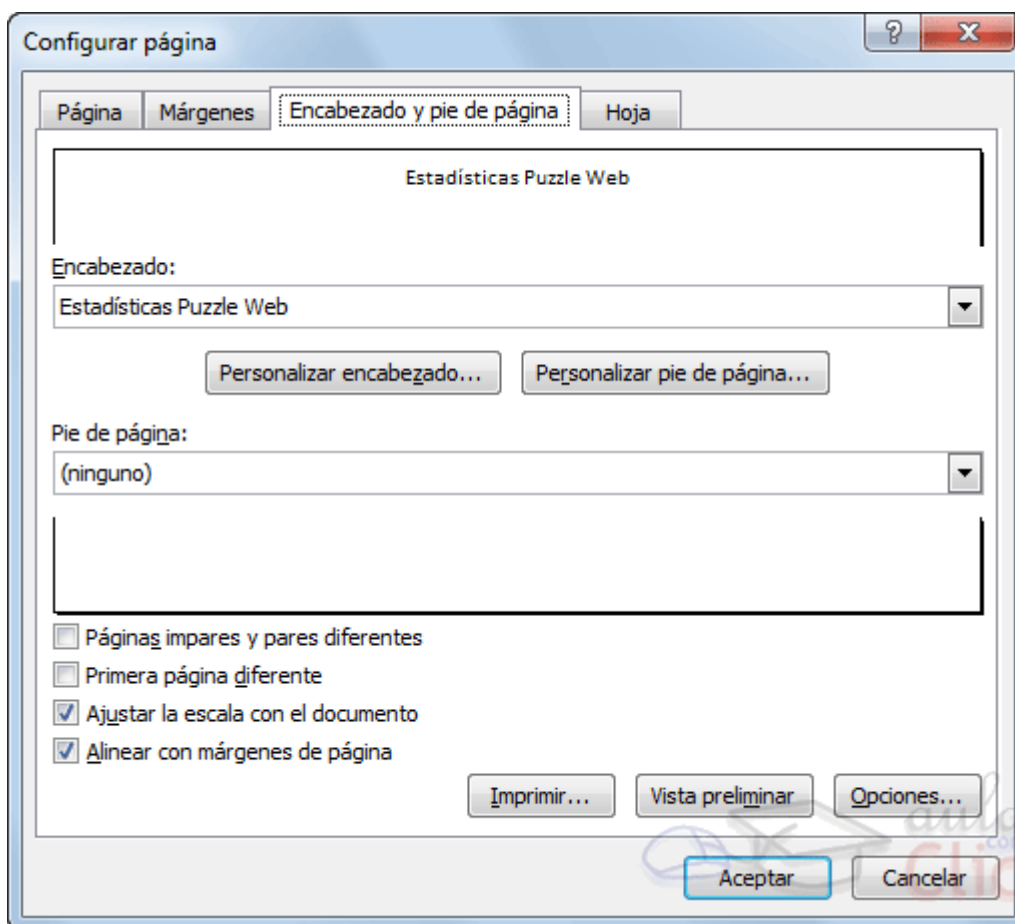 Configurar página
Página Márgenes Encabezado y pie de página Hoja
Estadísticas Puzzle Web
Encabezado:
Estadísticas Puzzle Web
Personalizar encabezado... Personalizar pie de página...
Pie de página:
(ninguno)
Páginas impares y pares diferentes
Primera página diferente
Ajustar la escala con el documento
Alinear con márgenes de página
Imprimir... Vista preliminar Opciones...
aula
Clic
Aceptar Cancelar